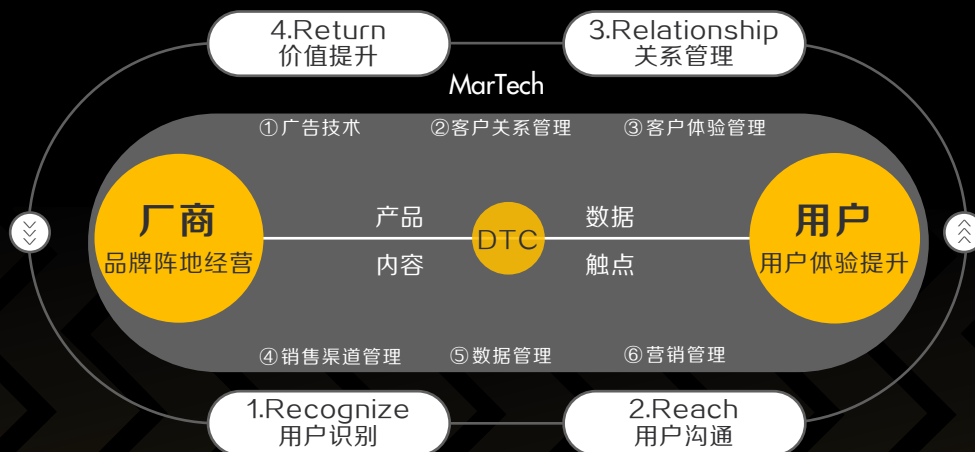 4.Return
价值提升
3.Relationship
关系管理
MarTech
①广告技术
②客户关系管理
③客户体验管理
厂商
品牌阵地经营
产品
内容
DTC
数据
触点
用户
用户体验提升
④销售渠道管理
⑤数据管理
⑥营销管理
1.Recognize
用户识别
2.Reach
用户沟通